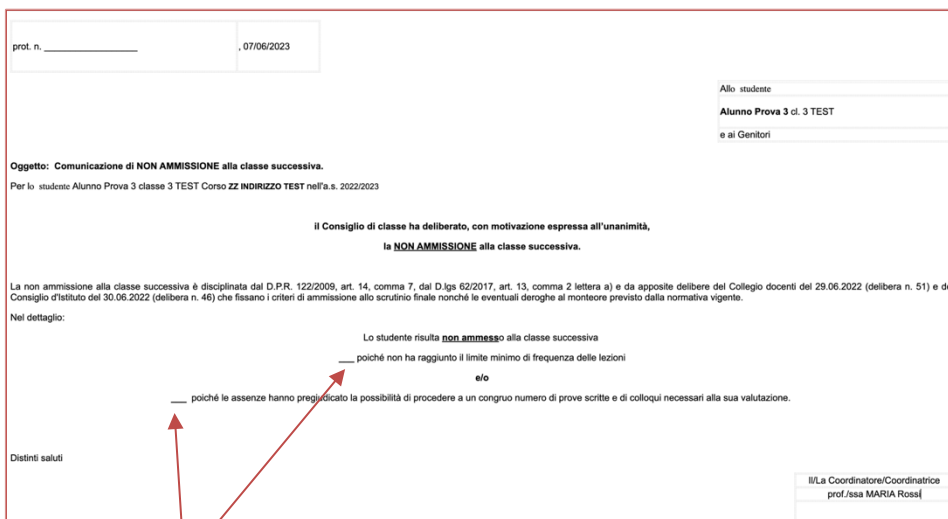 prot. n. _________________ , 07/06/2023
Allo studente
Alunno Prova 3 cl. 3 TEST
e ai Genitori
Oggetto: Comunicazione di NON AMMISSIONE alla classe successiva.
Per lo studente Alunno Prova 3 classe 3 TEST Corso ZZ INDIRIZZO TEST nell'a.s. 2022/2023
il Consiglio di classe ha deliberato, con motivazione espressa all'unanimità,
la NON AMMISSIONE alla classe successiva.
La non ammissione alla classe successiva è disciplinata dal D.P.R. 122/2009, art. 14, comma 7, dal D.lgs 62/2017, art. 13, comma 2 lettera a) e da apposite delibere del Collegio docenti del 29.06.2022 (delibera n. 51) e de
Consiglio d'Istituto del 30.06.2022 (delibera n. 46) che fissano i criteri di ammissione allo scrutinio finale nonché le eventuali deroghe al monteore previsto dalla normativa vigente.
Nel dettaglio:
Lo studente risulta non ammesso alla classe successiva
___ poiché non ha raggiunto il limite minimo di frequenza delle lezioni
e/o
___ poiché le assenze hanno pregiudicato la possibilità di procedere a un congruo numero di prove scritte e di colloqui necessari alla sua valutazione.
Distinti saluti
Il/La Coordinatore/Coordinatrice
prof./ssa MARIA Rossi